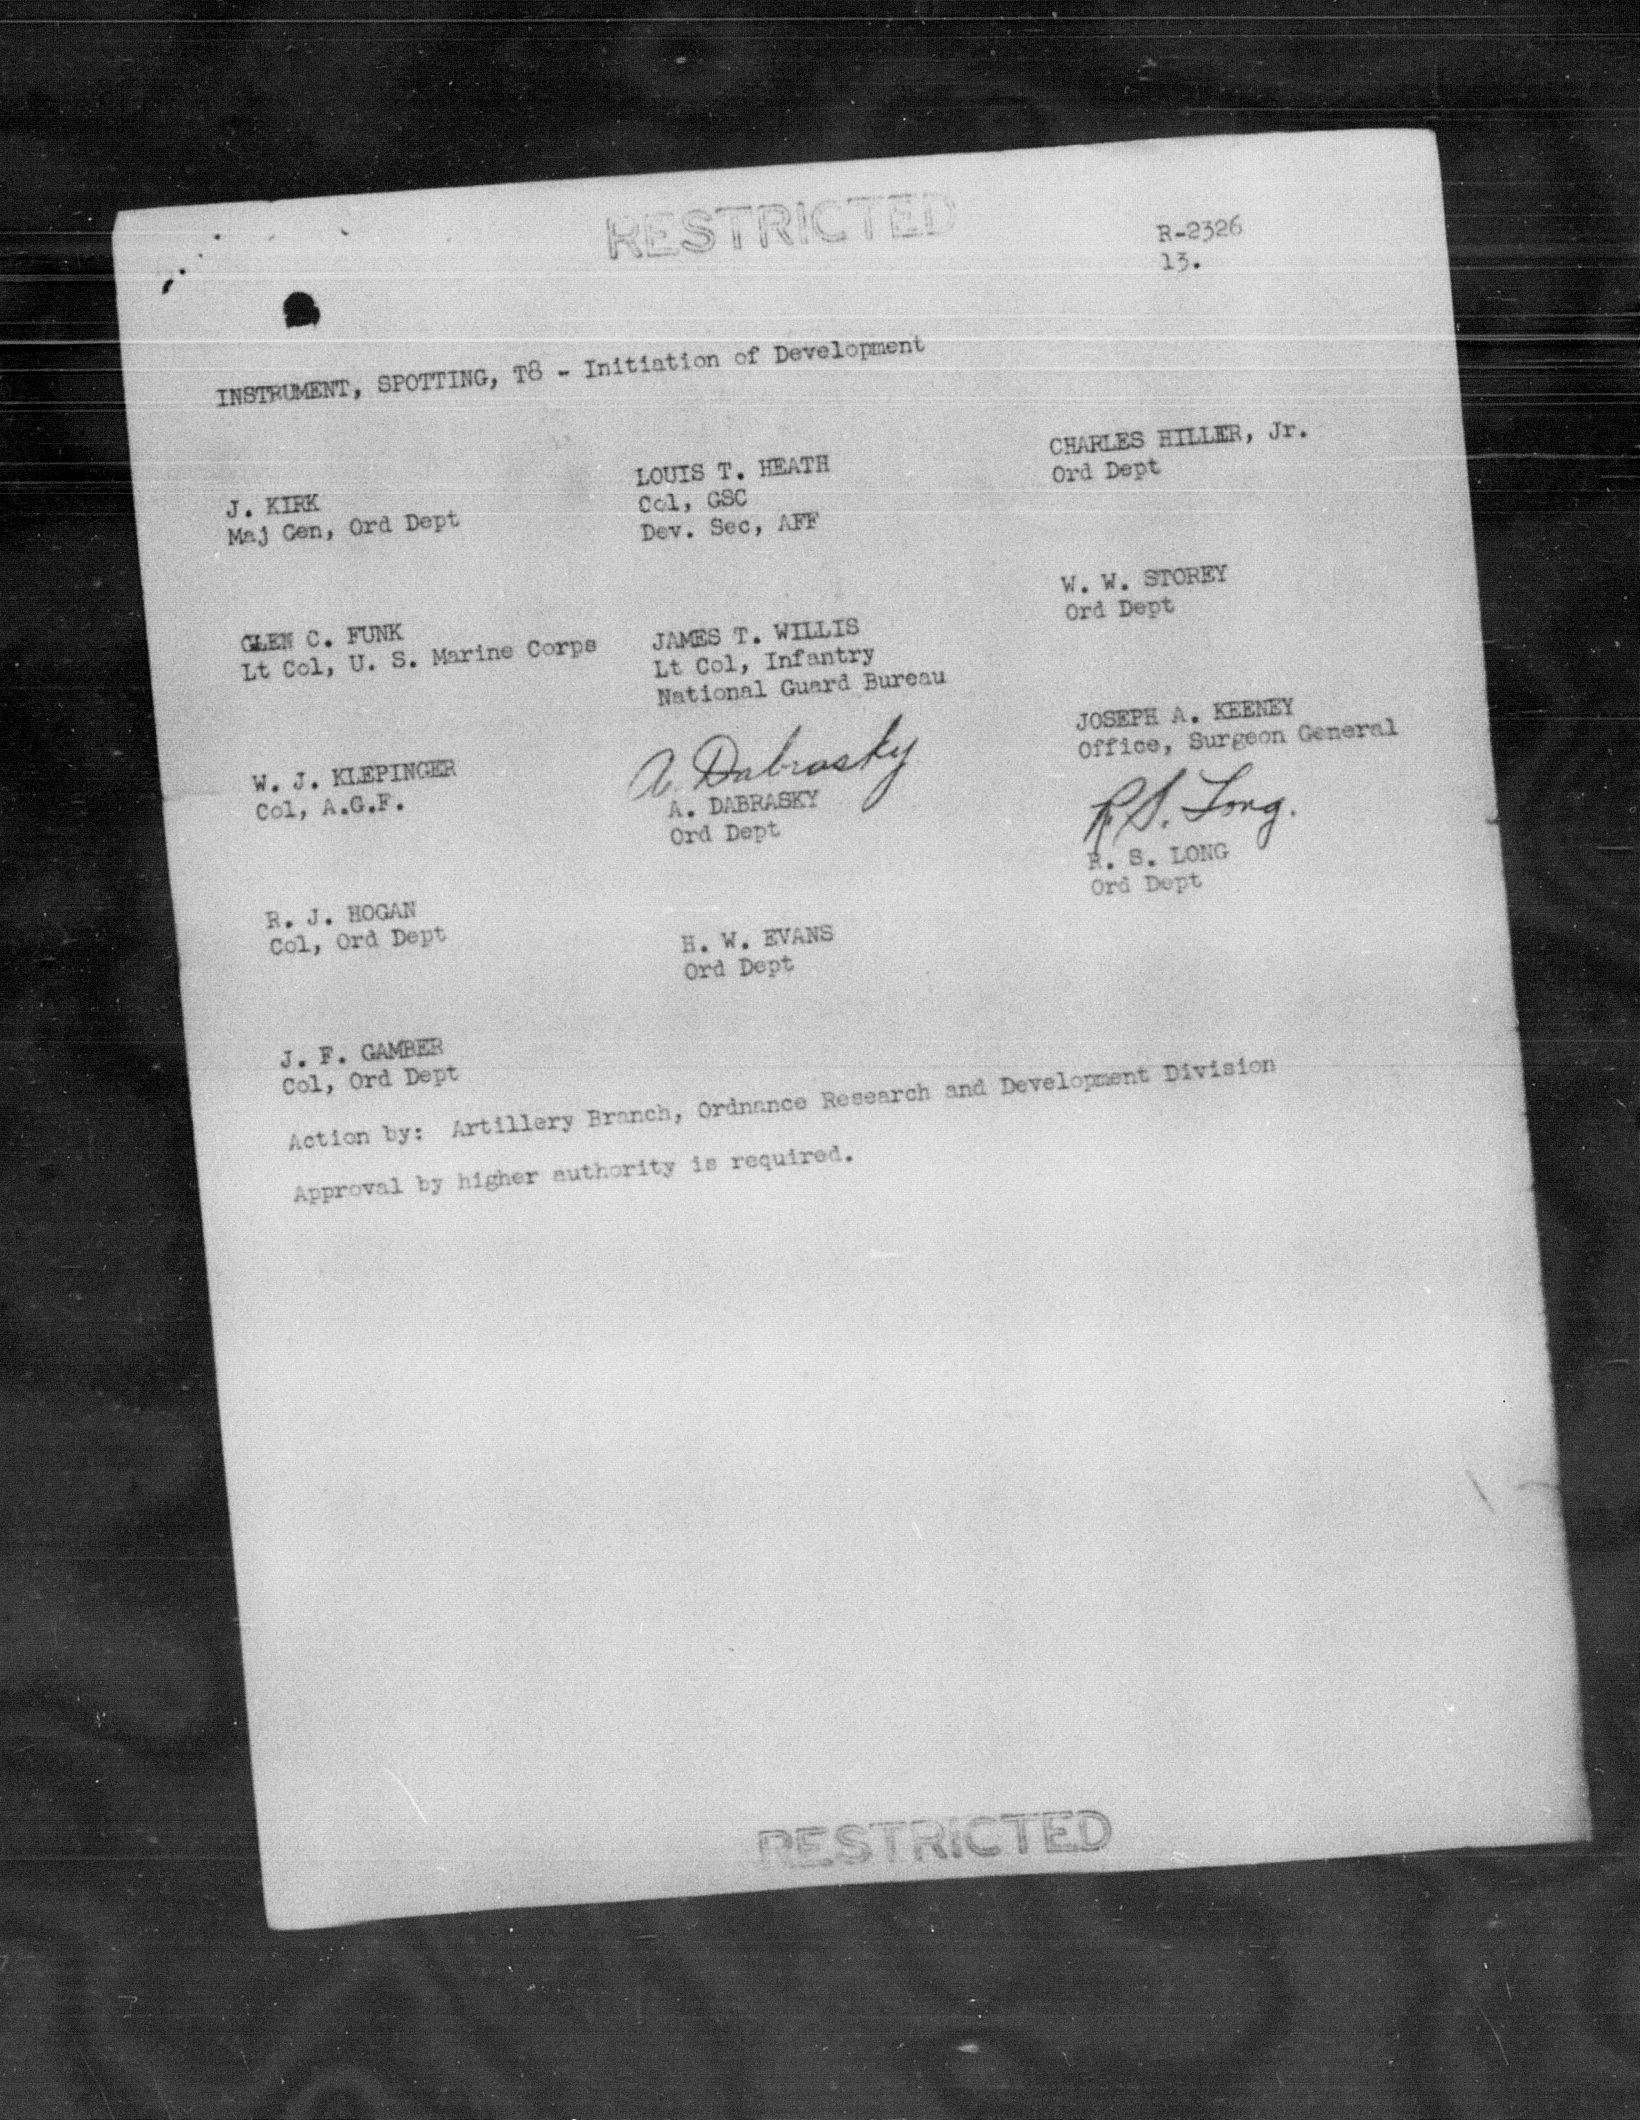 RESTRICTED
R-2326
13.
INSTRUMENT, SPOTTING, T8 - Initiation of Development
J. KIRK
Maj Gen, Ord Dept
GLEN C. FUNK
Lt Col, U. S. Marine Corps
W. J. KLEPINGER
Col, A.G.F.
R. J. HOGAN
Col, Ord Dept
J. F. GAMBER
Col, Ord Dept
LOUIS T. HEATH
Col, GSC
Dev. Sec, AFF
JAMES T. WILLIS
Lt Col, Infantry
National Guard Bureau
A. Dabrasky
A. DABRASKY
Ord Dept
H. W. EVANS
Ord Dept
CHARLES HILLER, Jr.
Ord Dept
W. W. STOREY
Ord Dept
JOSEPH A. KEENEY
Office, Surgeon General
R. S. Long.
R. S. LONG
Ord Dept
Action by: Artillery Branch, Ordnance Research and Development Division
Approval by higher authority is required.
RESTRICTED